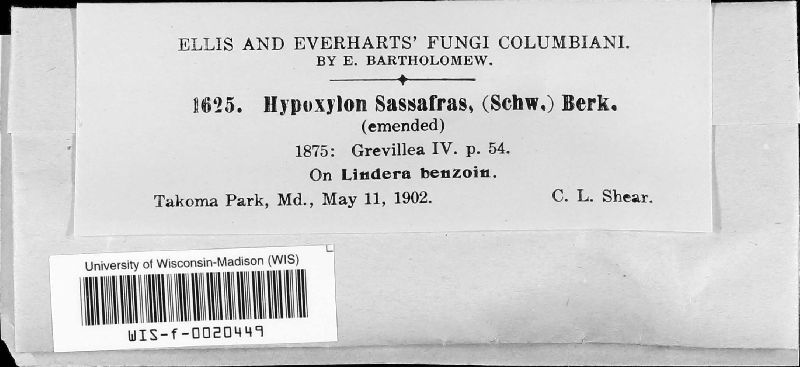 ELLIS AND EVERHARTS' FUNGI COLUMBIANI.
BY E. BARTHOLOMEW.
1625. Hypoxylon Sassafras, (Schw.) Berk.
(emended)
1875: Grevillea IV. p. 54.
On Lindera benzoin.
Takoma Park, Md., May 11, 1902. C. L. Shear.
University of Wisconsin-Madison (WIS)
WIS-f-0020449